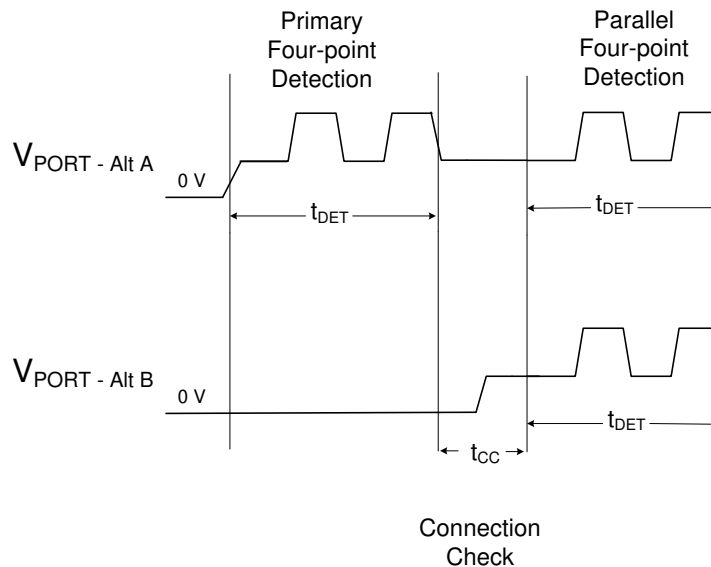 Primary
Four-point
Detection
Parallel
Four-point
Detection
VPORT - Alt A
0 V
tDET
tDET
VPORT - Alt B
0 V
tDET
tCC
Connection
Check